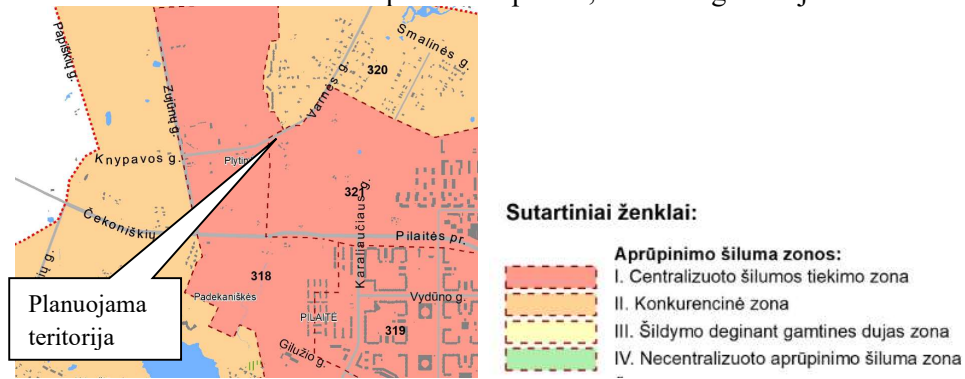 Papiškių g.
Zujūnų g.
Smalinės g.
320
Varnės g.
Knypavos g.
321
Karaliaučiaus g.
Čekoniškių
Pilaitės pr.
318
Padekaniškės
Vydūno g.
PILAITĖ
319
Gilužio g.
Planuojama
teritorija
Sutartiniai ženklai:
Aprūpinimo šiluma zonos:
I. Centralizuoto šilumos tiekimo zona
II. Konkurencinė zona
III. Šildymo deginant gamtines dujas zona
IV. Necentralizuoto aprūpinimo šiluma zona